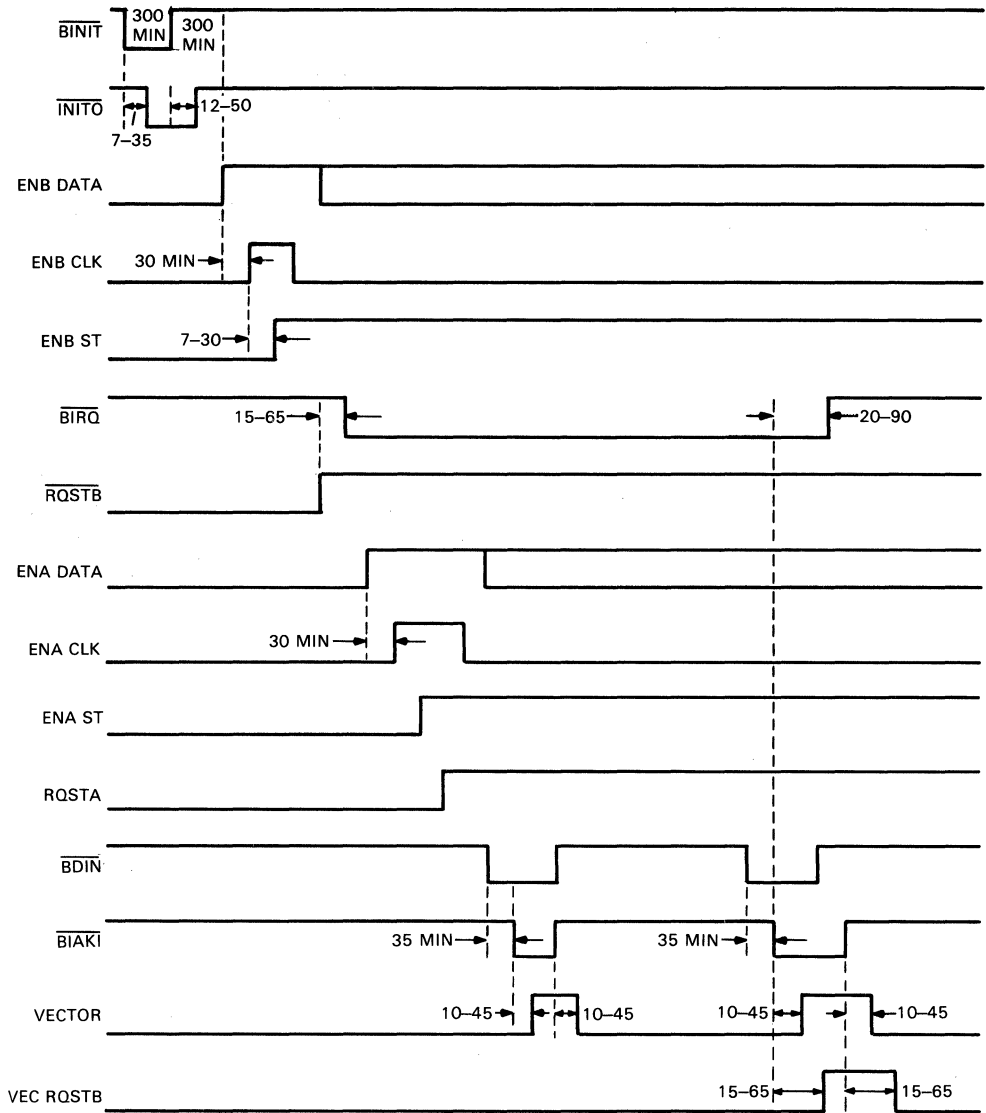 BINIT 300 MIN 300 MIN
INITO 12–50
7–35
ENB DATA
ENB CLK 30 MIN
ENB ST 7–30
BIRQ 15–65 20–90
RQSTB
ENA DATA
ENA CLK 30 MIN
ENA ST
RQSTA
BDIN
BIAKI 35 MIN 35 MIN
VECTOR 10–45 10–45 10–45 10–45
VEC RQSTB 15–65 15–65